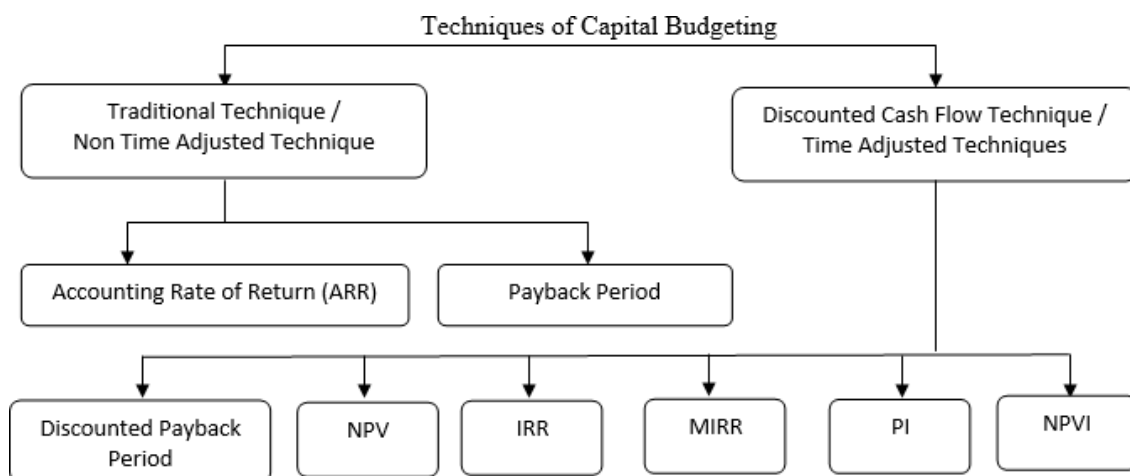 Techniques of Capital Budgeting
Traditional Technique /
Non Time Adjusted Technique
Discounted Cash Flow Technique /
Time Adjusted Techniques
Accounting Rate of Return (ARR)
Payback Period
Discounted Payback
Period
NPV
IRR
MIRR
PI
NPVI